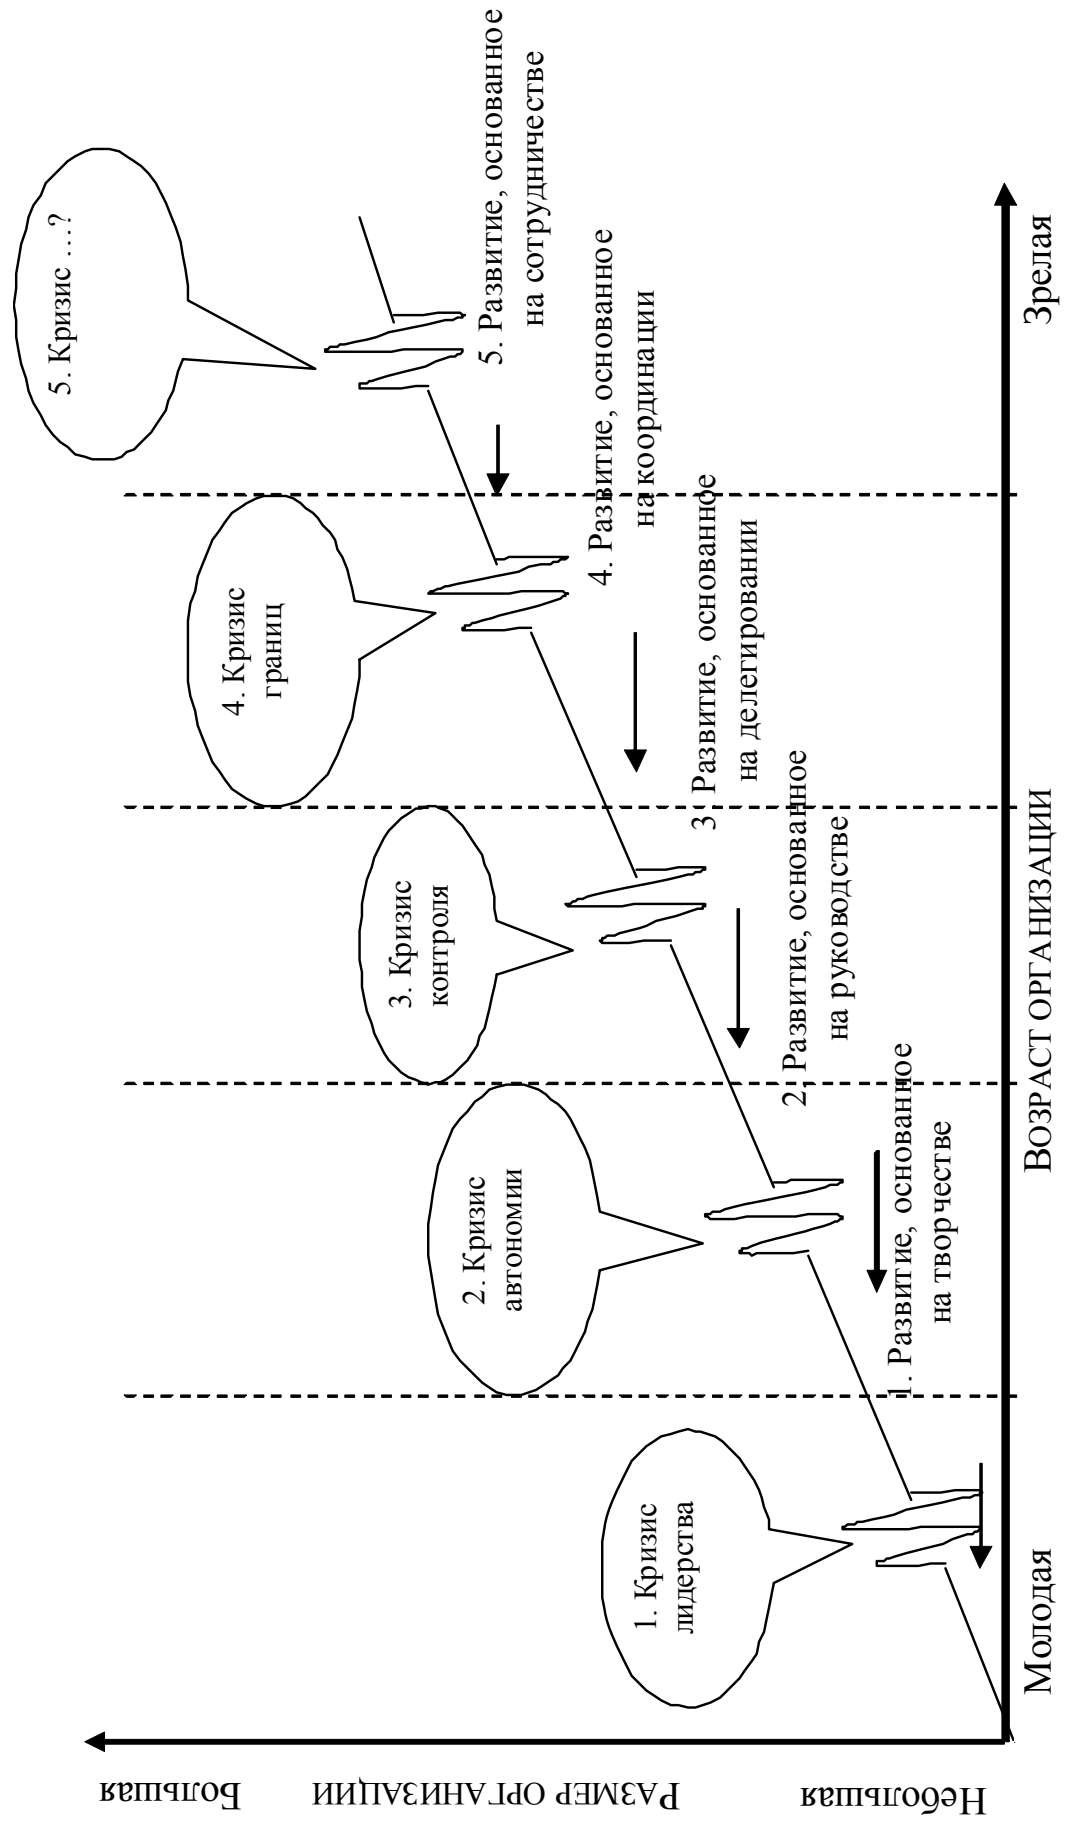 5. Кризис …?
4. Кризис
границ
3. Кризис
контроля
2. Кризис
автономии
1. Кризис
лидерства
5. Развитие, основанное
на сотрудничестве
4. Развитие, основанное
на координации
3. Развитие, основанное
на делегировании
2. Развитие, основанное
на руководстве
1. Развитие, основанное
на творчестве
Большая
РАЗМЕР ОРГАНИЗАЦИИ
Небольшая
Молодая
ВОЗРАСТ ОРГАНИЗАЦИИ
Зрелая